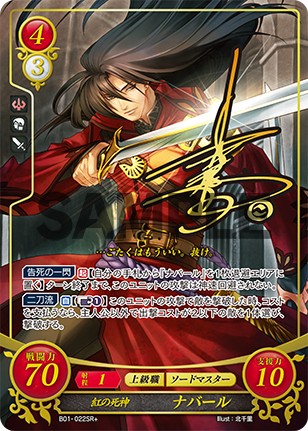 4
3
SAMPLE
…ごたくはもういい。抜け
告死の一閃 起【自分の手札から「ナバール」を1枚退避エリアに
置く】ターン終了まで、このユニットの攻撃は神速回避されない。
二刀流 自【③】このユニットの攻撃で敵を撃破した時、コスト
を支払うなら、主人公以外で出撃コストが2以下の敵を1体選び、
撃破する。
戦闘力
70
射程 1 上級職 ソードマスター
支援力
10
紅の死神 ナバール
B01-022SR+ Illust：北千里